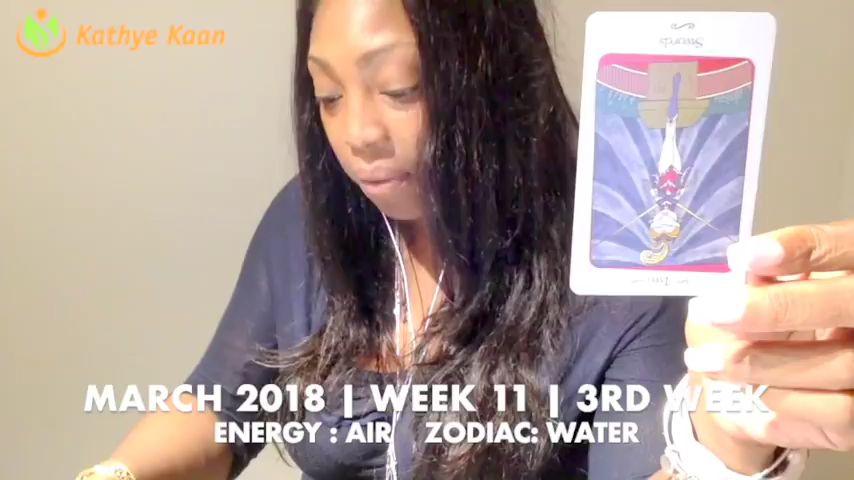 Kathye Kaan
Swords
MARCH 2018 | WEEK 11 | 3RD WEEK
ENERGY : AIR ZODIAC: WATER